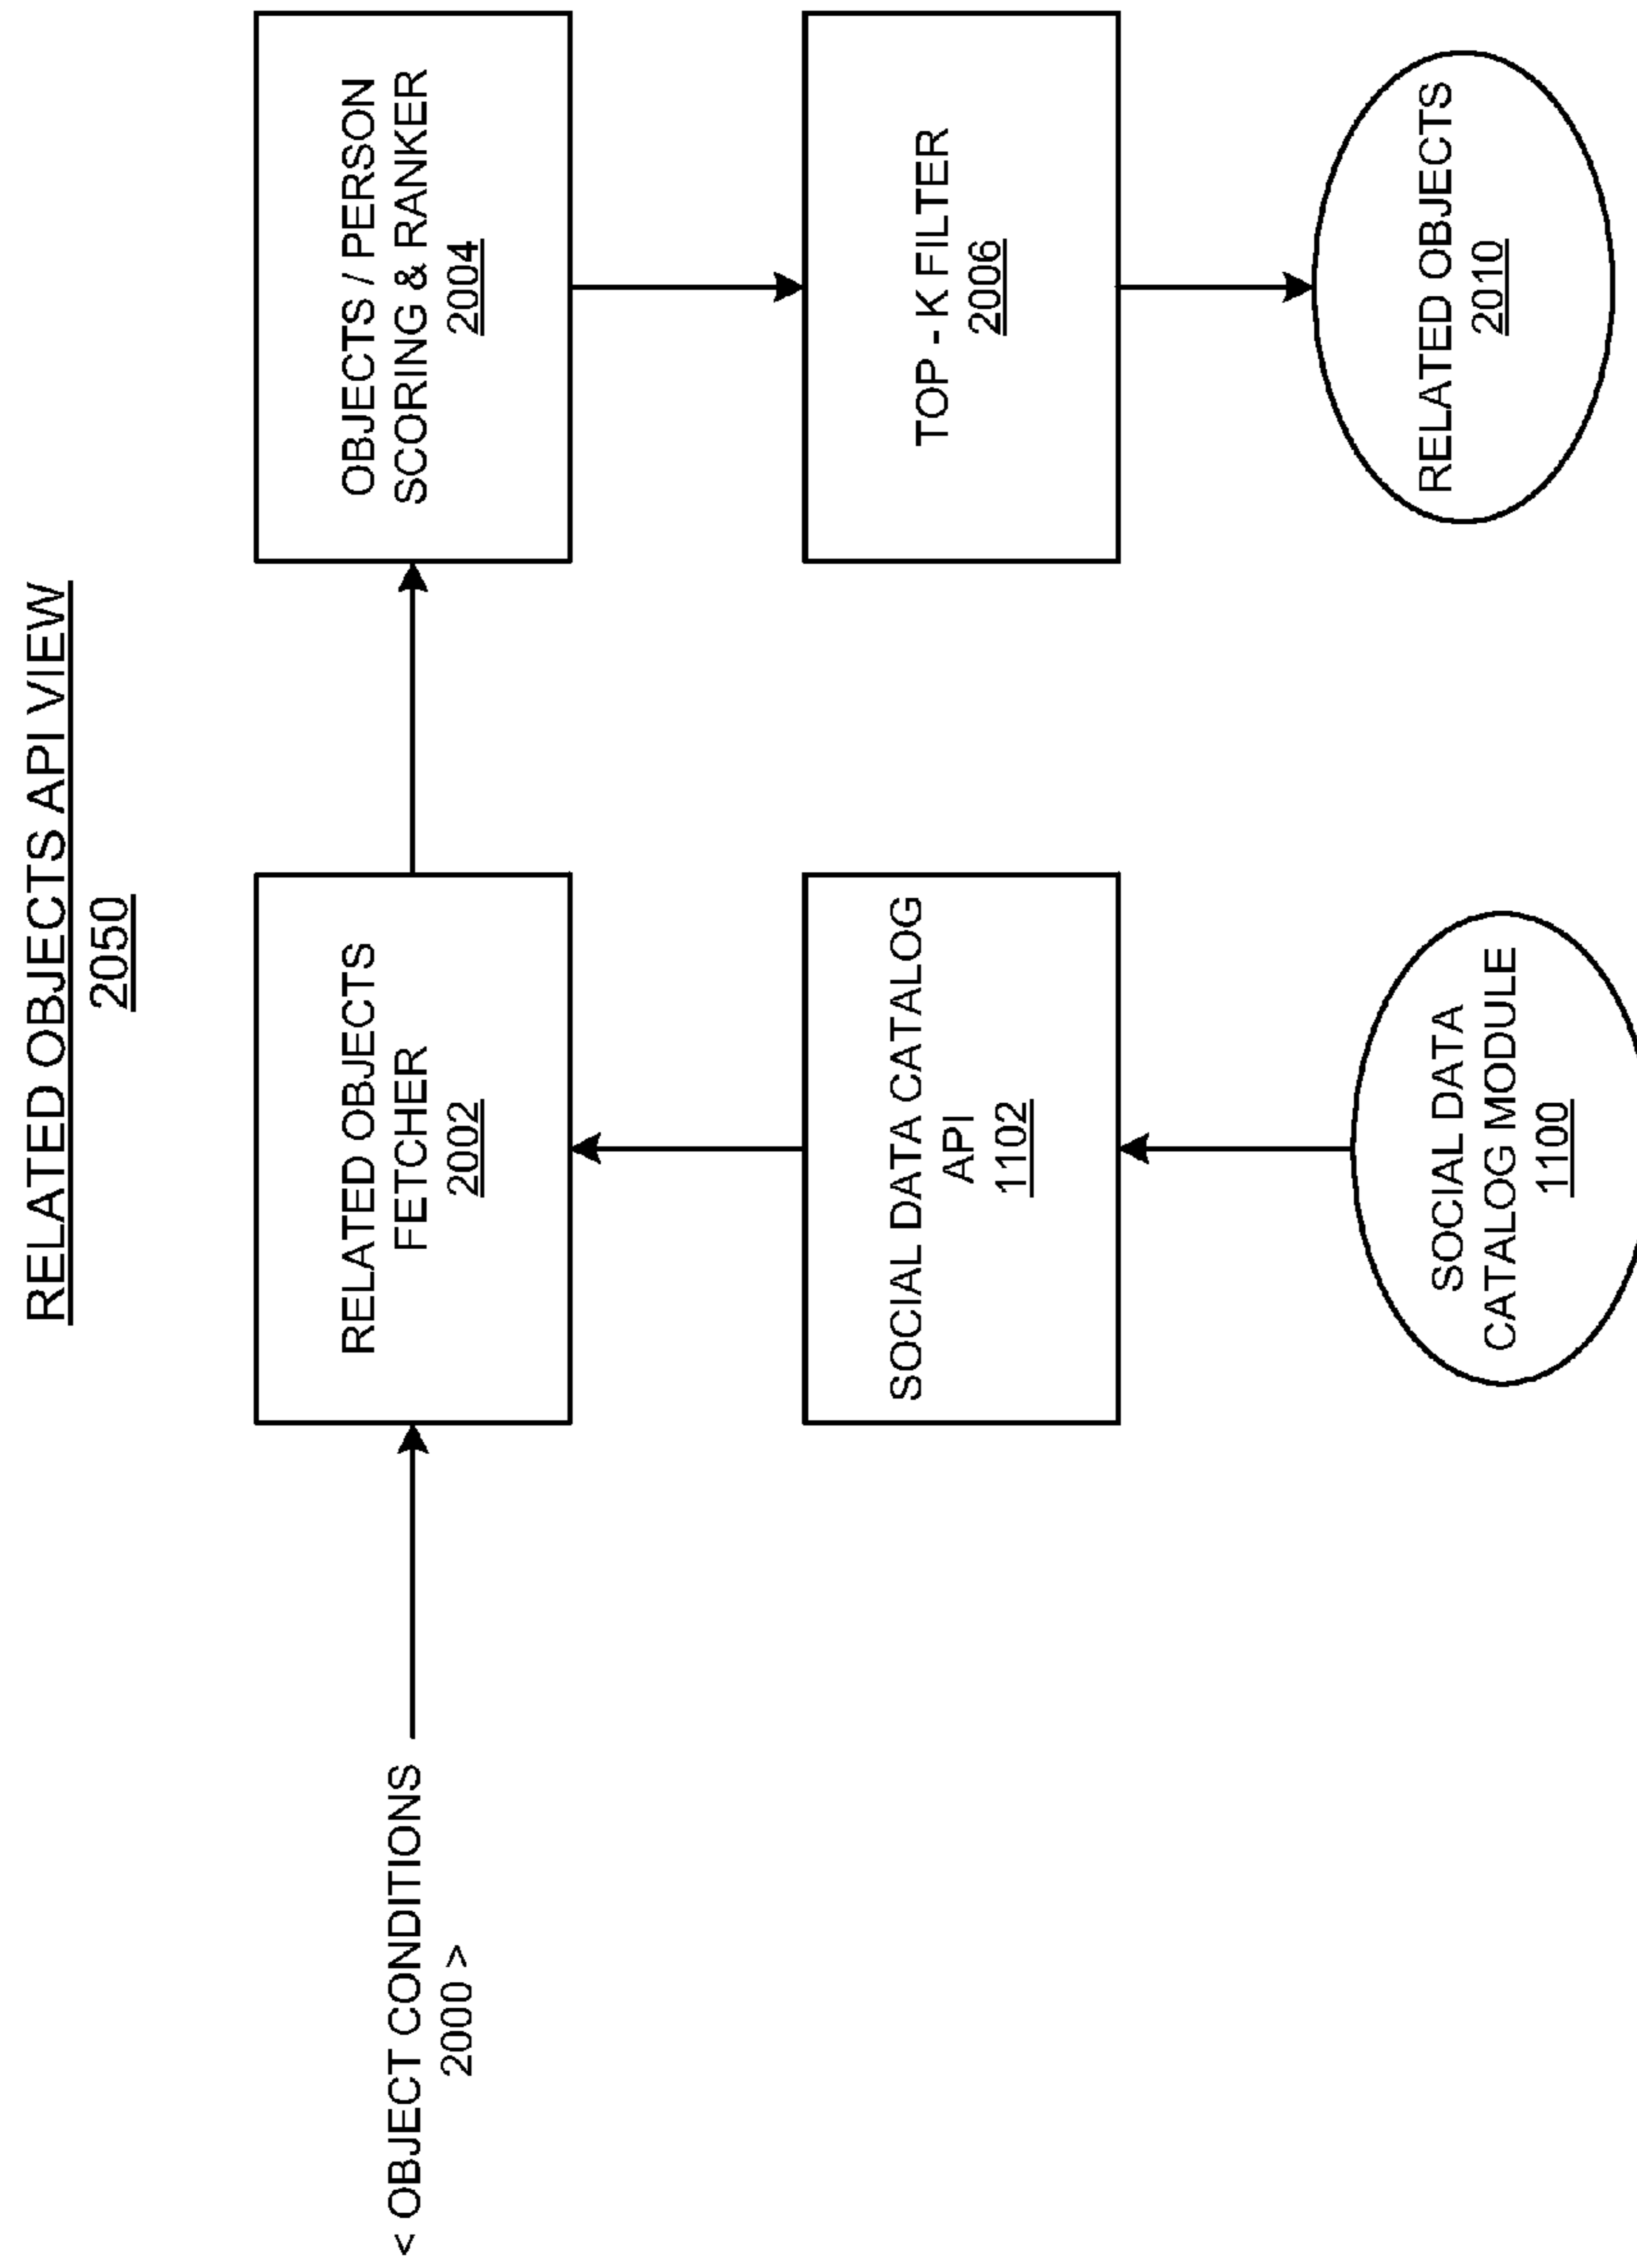 RELATED OBJECTS API VIEW
2050
< OBJECT CONDITIONS
2000 >
RELATED OBJECTS
FETCHER
2002
OBJECTS / PERSON
SCORING & RANKER
2004
SOCIAL DATA CATALOG
API
1102
TOP - K FILTER
2006
SOCIAL DATA
CATALOG MODULE
1100
RELATED OBJECTS
2010